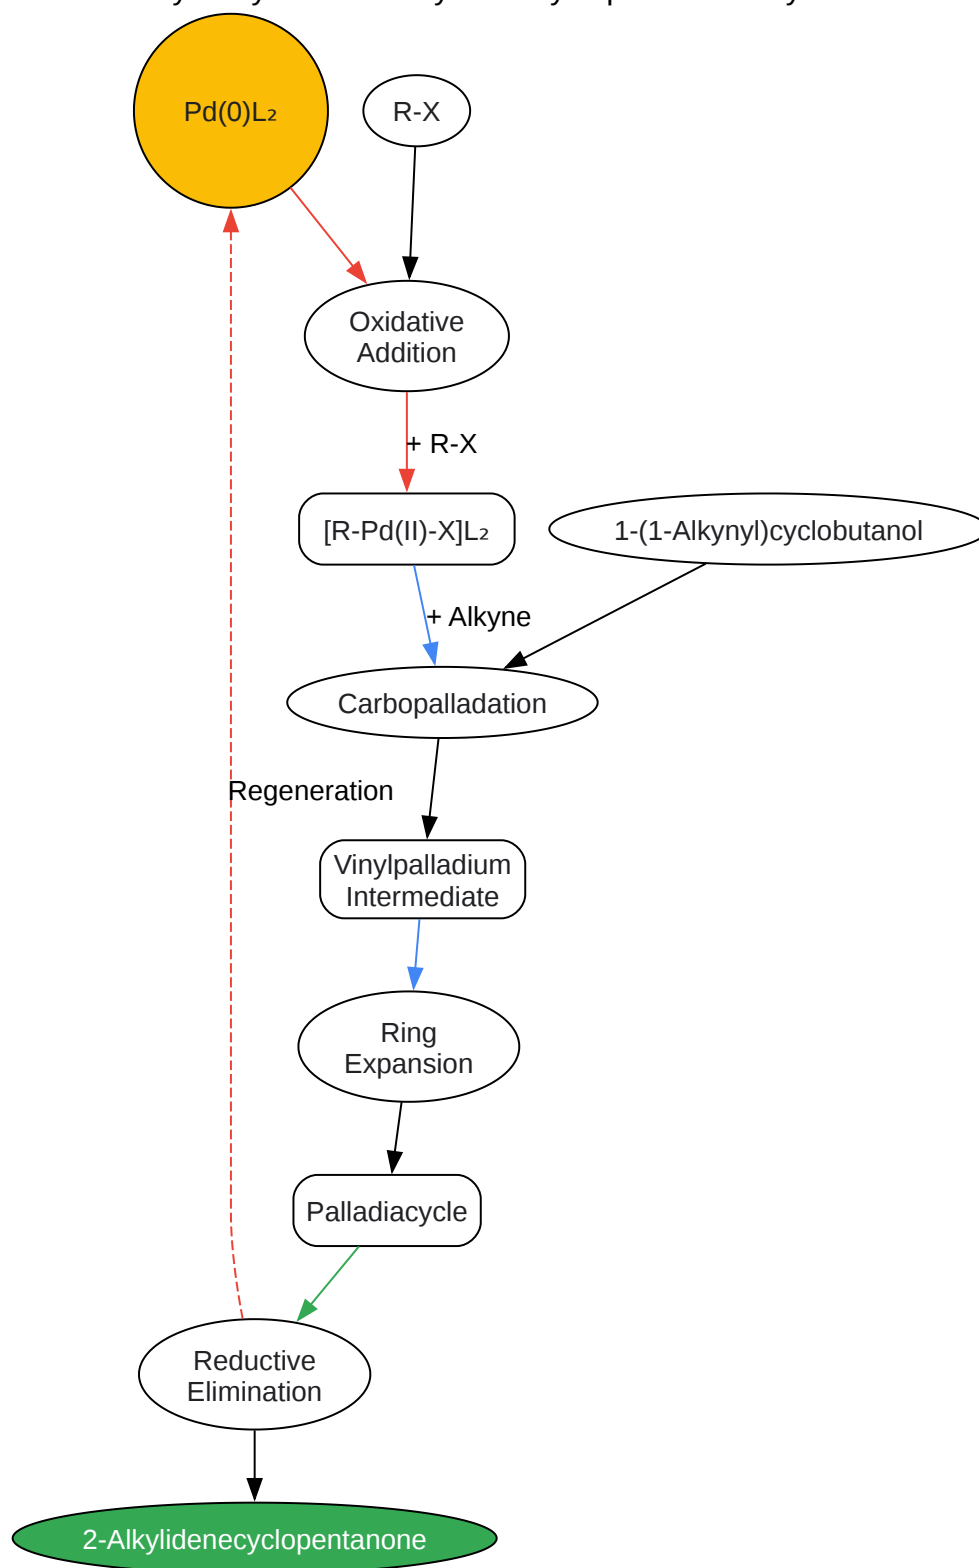 Pd(0)L₂
R-X
Oxidative
Addition
+ R-X
[R-Pd(II)-X]L₂
1-(1-Alkynyl)cyclobutanol
+ Alkyne
Carbopalladation
Regeneration
Vinylpalladium
Intermediate
Ring
Expansion
Palladiacycle
Reductive
Elimination
2-Alkylidenecyclopentanone